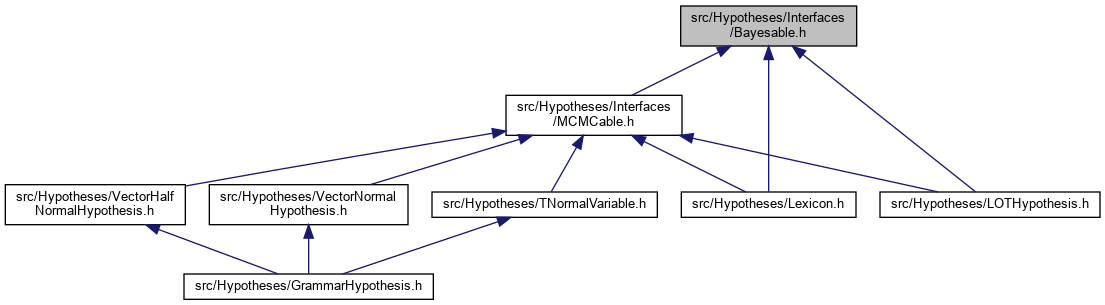 src/Hypotheses/Interfaces
/Bayesable.h
src/Hypotheses/Interfaces
/MCMCable.h
src/Hypotheses/VectorHalf
NormalHypothesis.h
src/Hypotheses/VectorNormal
Hypothesis.h
src/Hypotheses/TNormalVariable.h
src/Hypotheses/Lexicon.h
src/Hypotheses/LOTHypothesis.h
src/Hypotheses/GrammarHypothesis.h